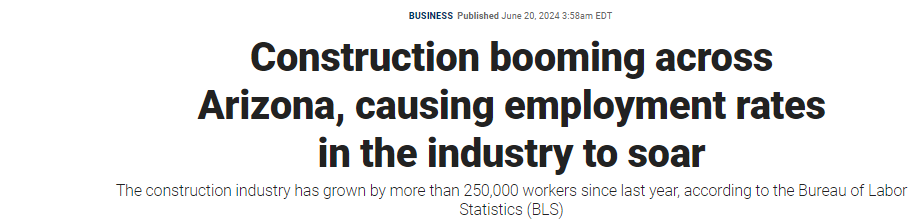 BUSINESS Published June 20, 2024 3:58am EDT
Construction booming across
Arizona, causing employment rates
in the industry to soar
The construction industry has grown by more than 250,000 workers since last year, according to the Bureau of Labor
Statistics (BLS)